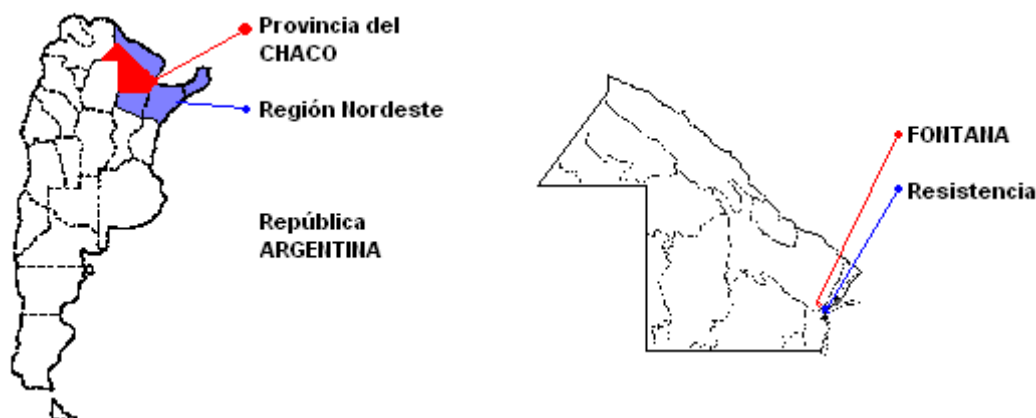 Provincia del
CHACO
Región Nordeste
República
ARGENTINA
FONTANA
Resistencia